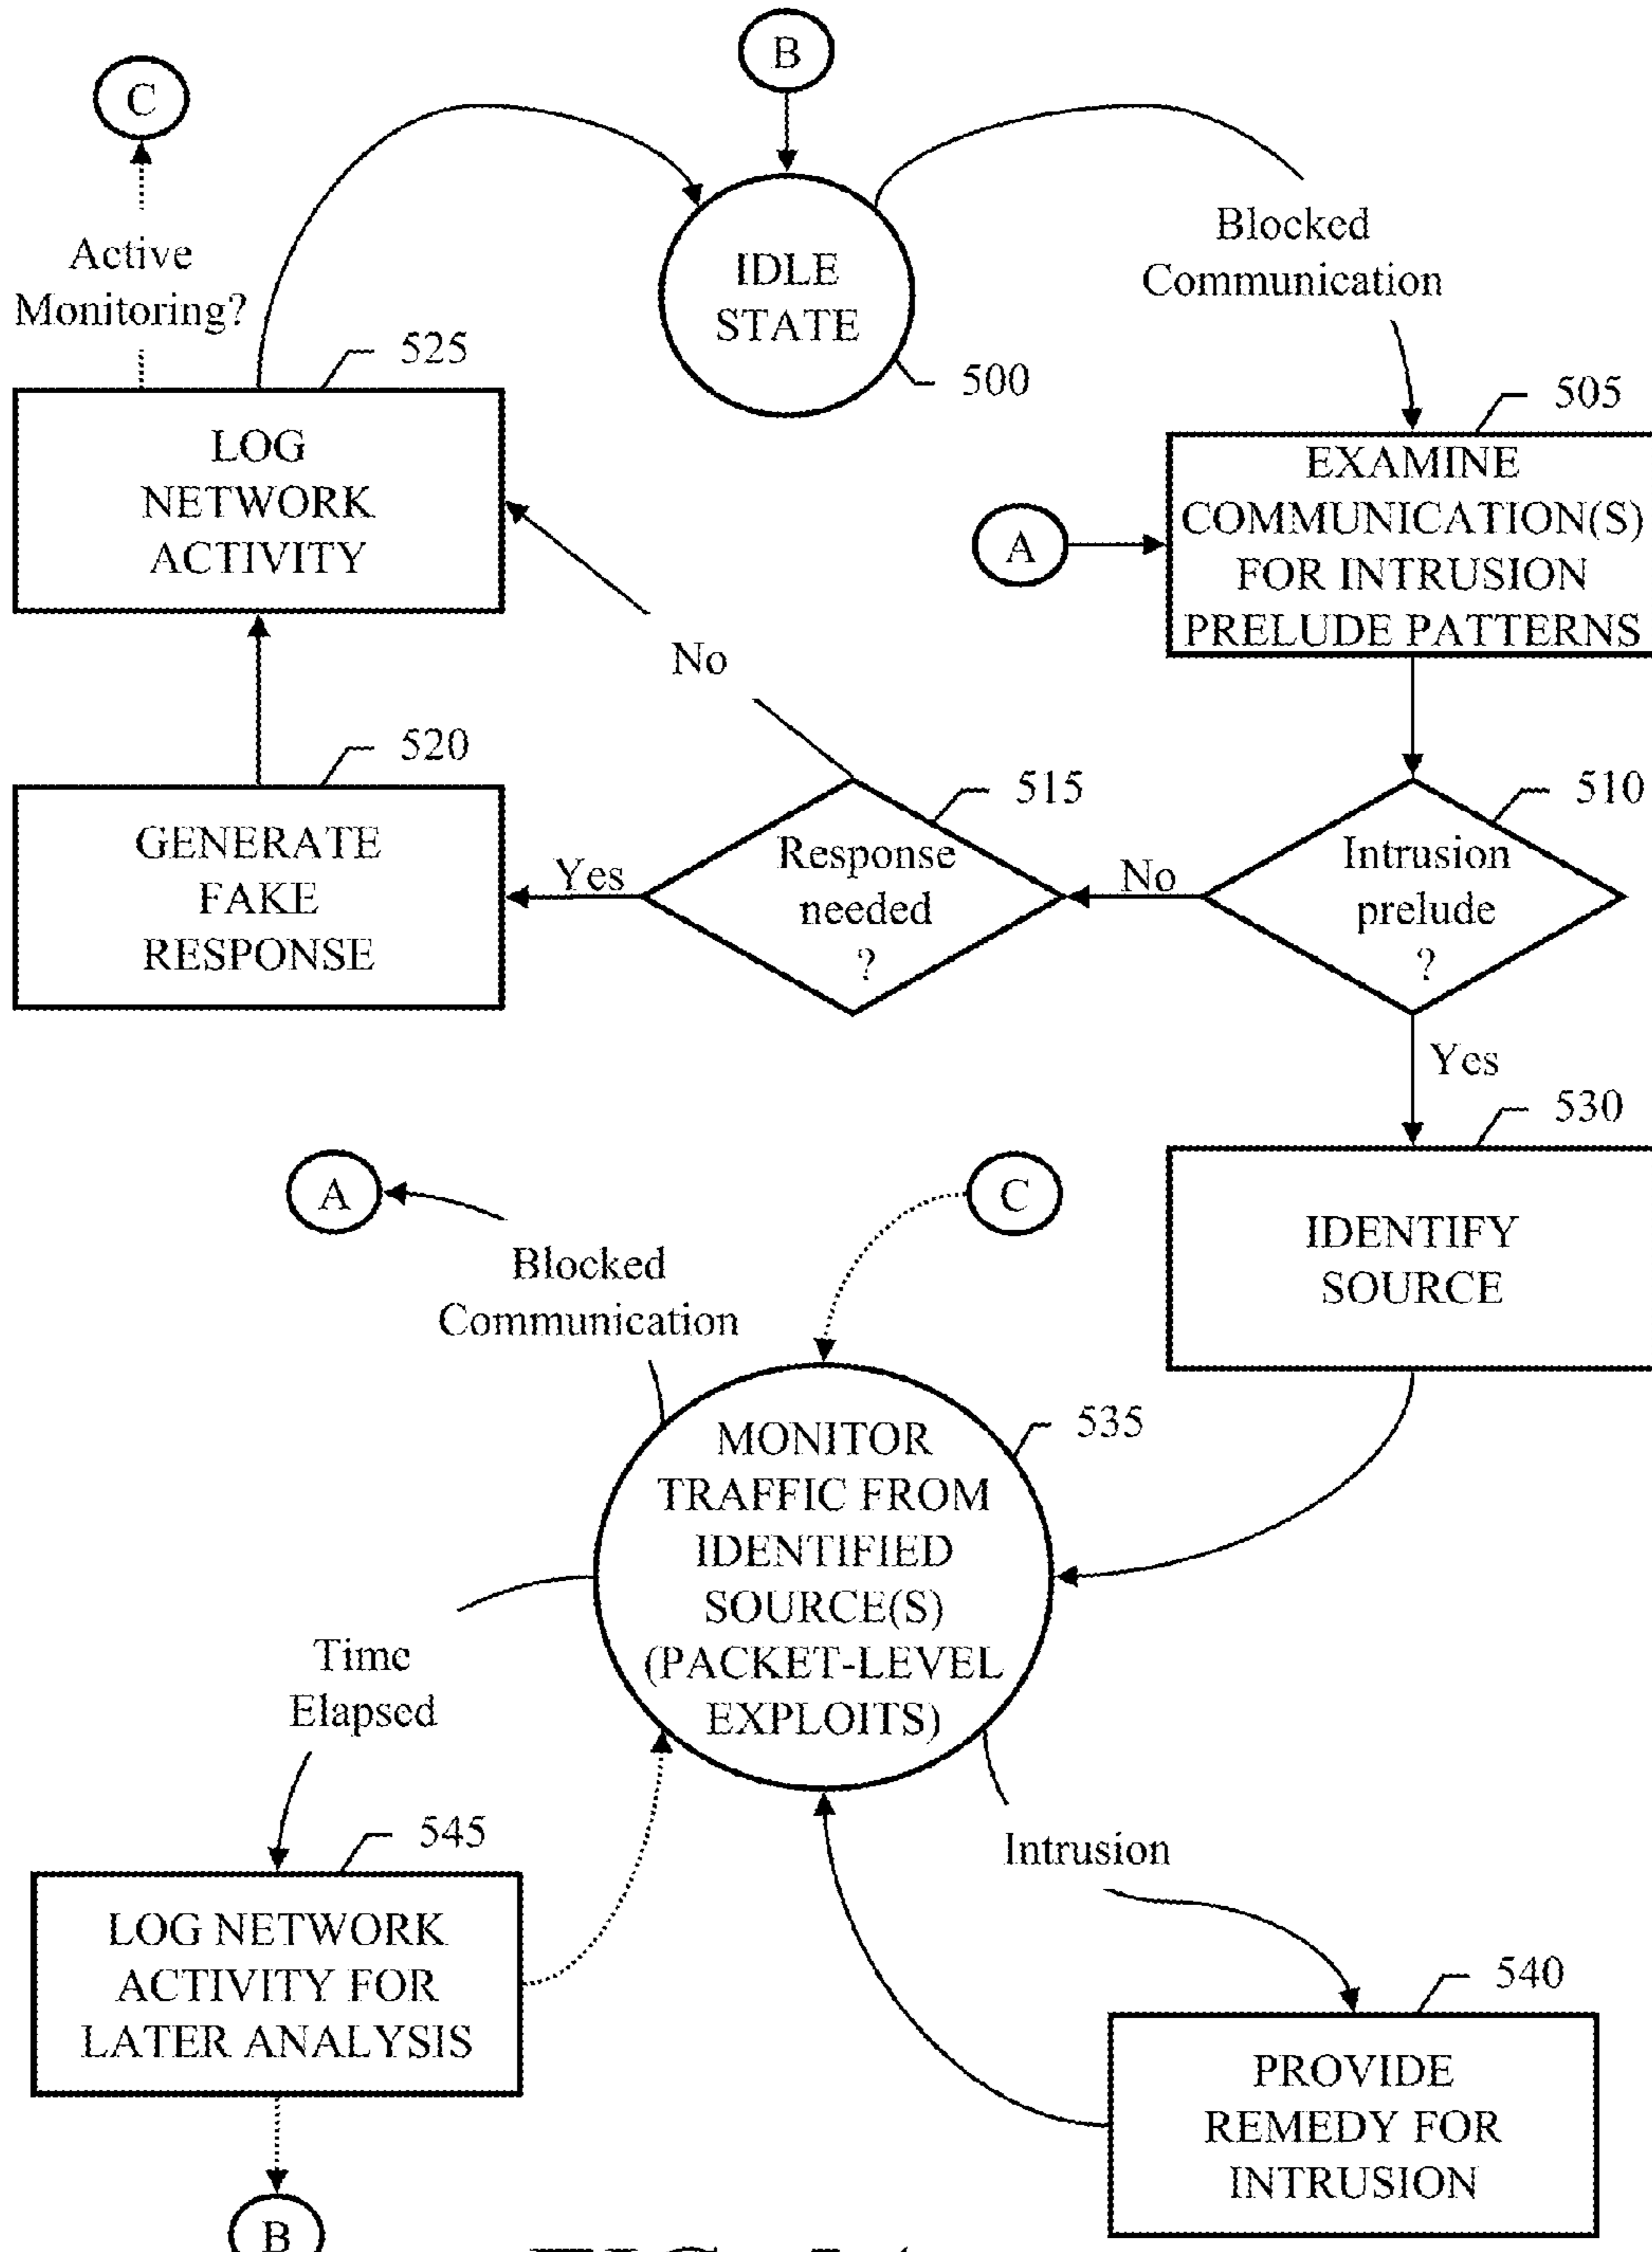 B
C
Active
Monitoring?
IDLE
STATE
500
Blocked
Communication
525
LOG
NETWORK
ACTIVITY
505
EXAMINE
COMMUNICATION(S)
FOR INTRUSION
PRELUDE PATTERNS
A
No
520
GENERATE
FAKE
RESPONSE
Yes
515
Response
needed
?
No
510
Intrusion
prelude
?
Yes
530
IDENTIFY
SOURCE
A
Blocked
Communication
C
535
MONITOR
TRAFFIC FROM
IDENTIFIED
SOURCE(S)
(PACKET-LEVEL
EXPLOITS)
Time
Elapsed
545
LOG NETWORK
ACTIVITY FOR
LATER ANALYSIS
Intrusion
540
PROVIDE
REMEDY FOR
INTRUSION
B